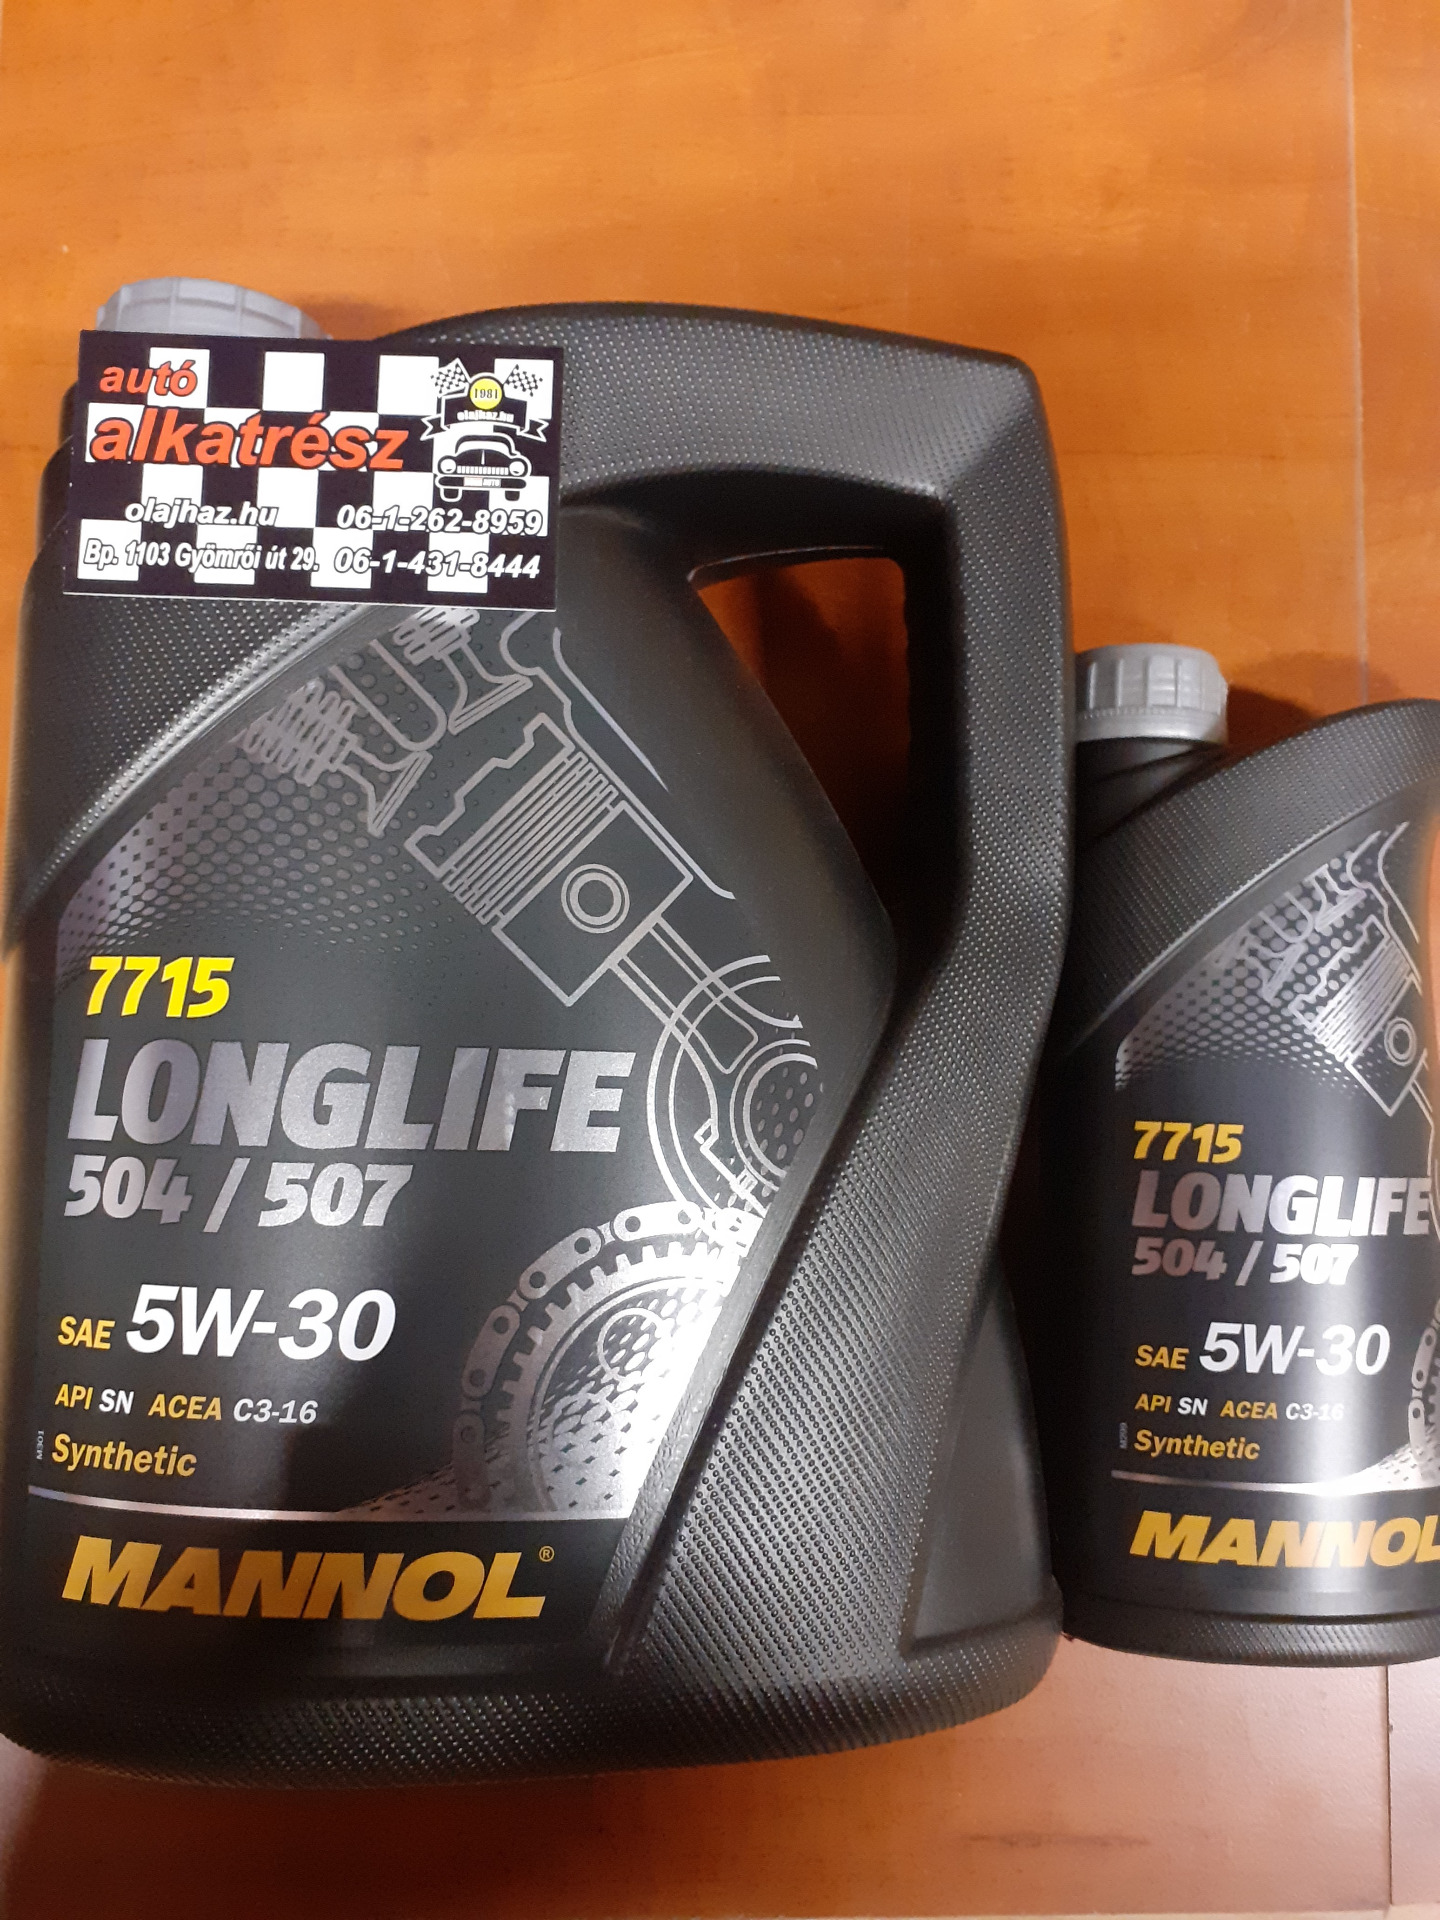 autó
alkatrész
1981
olajhaz.hu
olajhaz.hu 06-1-262-8959
Bp. 1103 Gyömrői út 29. 06-1-431-8444
7715
LONGLIFE
504 / 507
SAE 5W-30
API SN ACEA C3-16
Synthetic
M301
MANNOL®
7715
LONGLIFE
504 / 507
SAE 5W-30
API SN ACEA C3-16
Synthetic
MANNOL